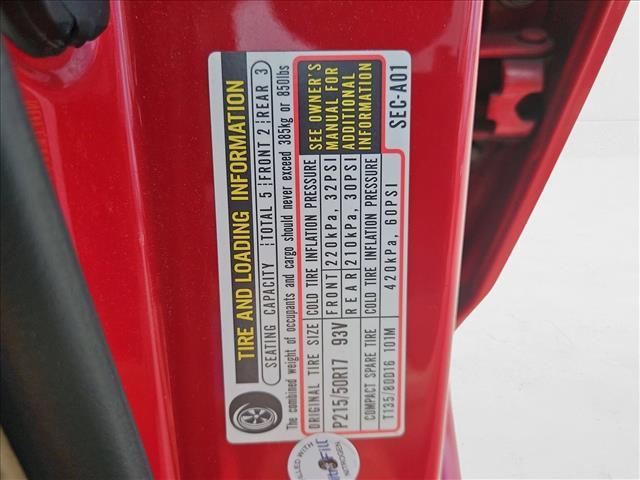 TIRE AND LOADING INFORMATION
SEATING CAPACITY TOTAL 5 FRONT 2 REAR 3
The combined weight of occupants and cargo should never exceed 385kg or 850lbs
ORIGINAL TIRE SIZE COLD TIRE INFLATION PRESSURE
P215/50R17 93V FRONT 220kPa, 32PSI
REAR 210kPa, 30PSI
COMPACT SPARE TIRE COLD TIRE INFLATION PRESSURE
T135/80D16 101M 420kPa, 60PSI
SEE OWNER'S
MANUAL FOR
ADDITIONAL
INFORMATION
SEC-A01
FILLED WITH
NITROGEN